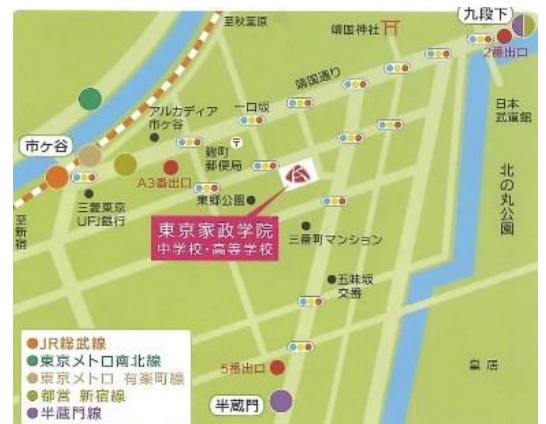 至秋葉原
靖国神社
九段下
2番出口
靖国通り
日本
武道館
アルカディア
市ヶ谷
一口坂
〒
麹町
郵便局
市ヶ谷
A3番出口
東郷公園
三菱東京
UFJ銀行
至新宿
北の丸公園
東京家政学院
中学校・高等学校
三番町マンション
五味坂
交番
JR総武線
東京メトロ南北線
東京メトロ 有楽町線
都営 新宿線
半蔵門線
5番出口
半蔵門
皇居